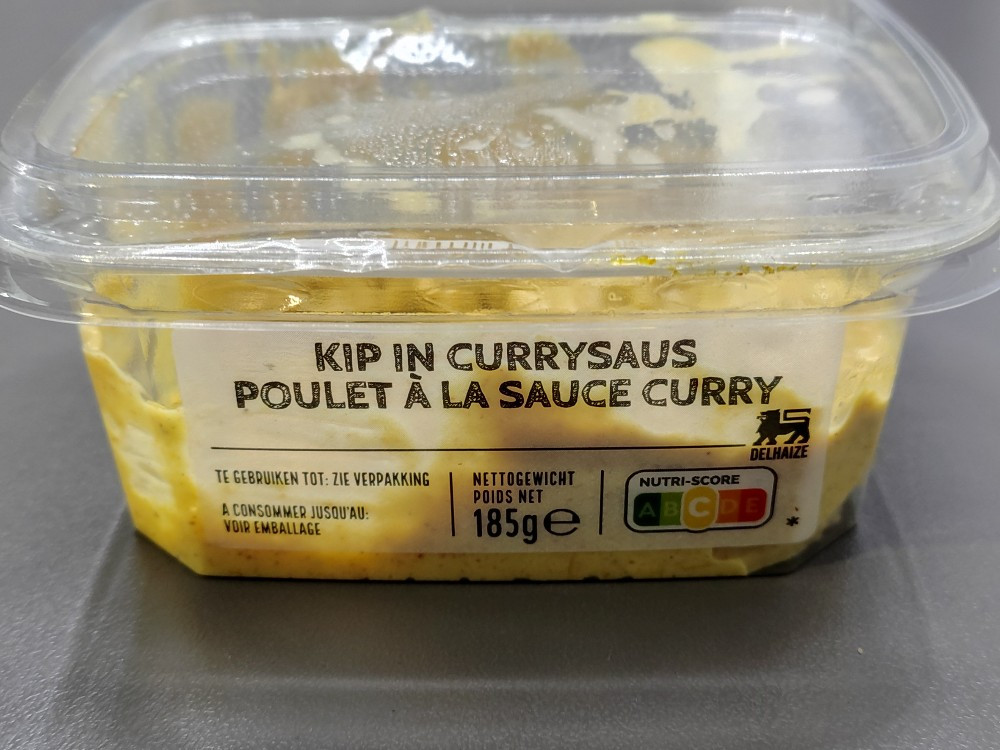 KIP IN CURRYSAUS
POULET À LA SAUCE CURRY
DELHAIZE
TE GEBRUIKEN TOT: ZIE VERPAKKING
A CONSOMMER JUSQU'AU:
VOIR EMBALLAGE
NETTOGEWICHT
POIDS NET
185g℮
NUTRI-SCORE
A B C D E
*